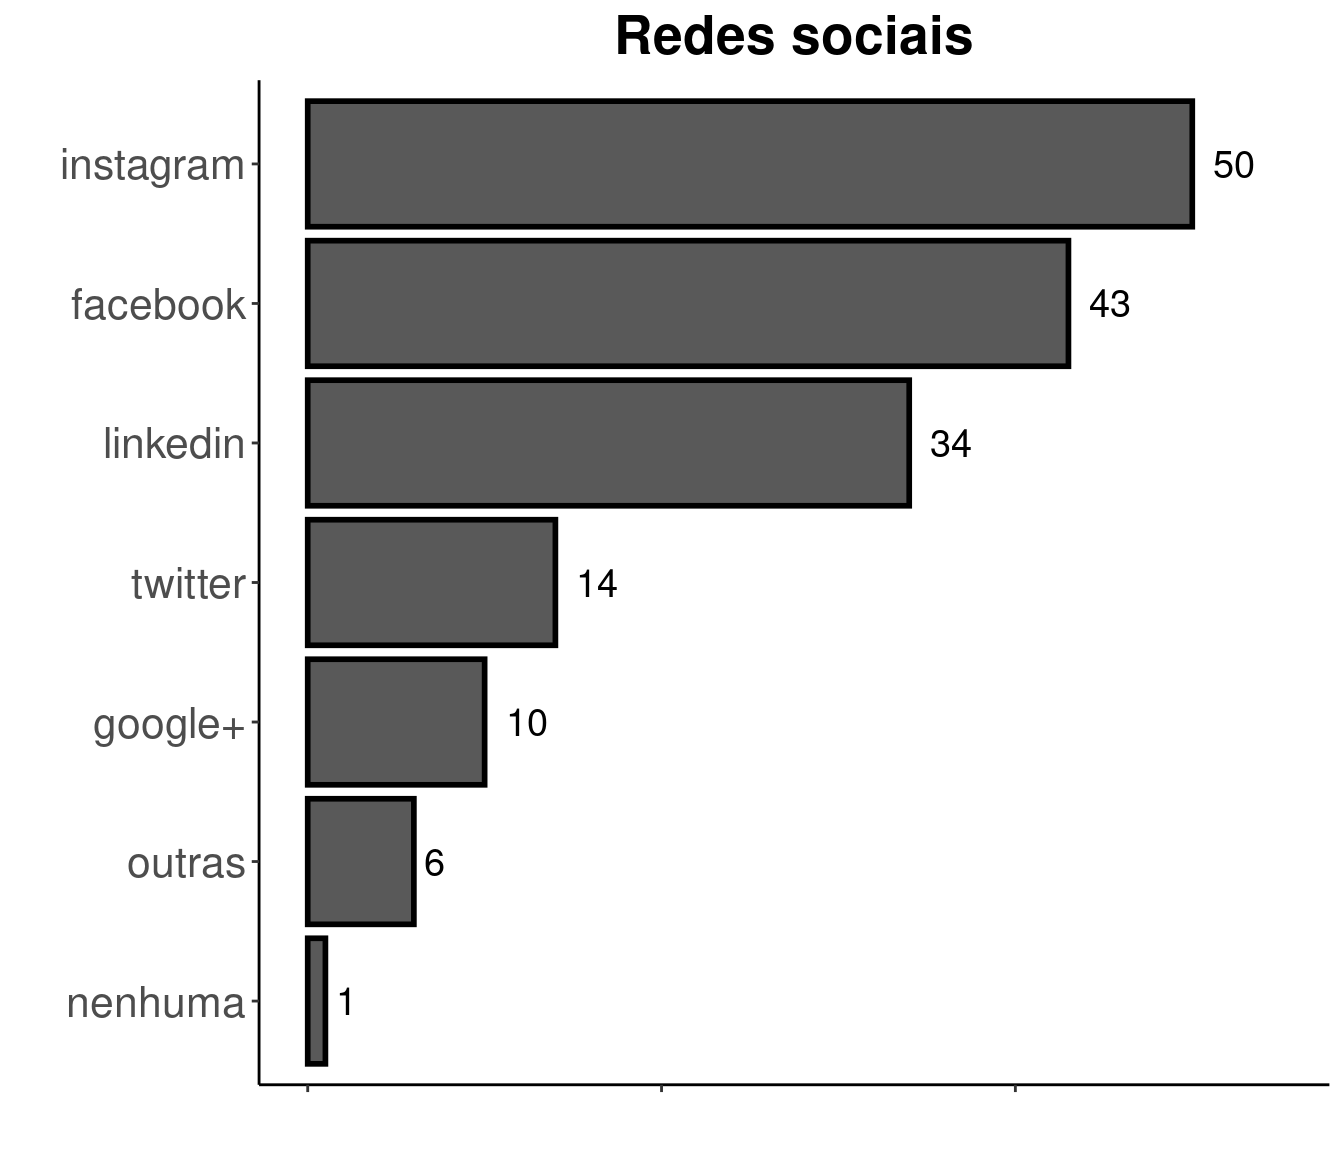 Redes sociais
instagram 50
facebook 43
linkedin 34
twitter 14
google+ 10
outras 6
nenhuma 1